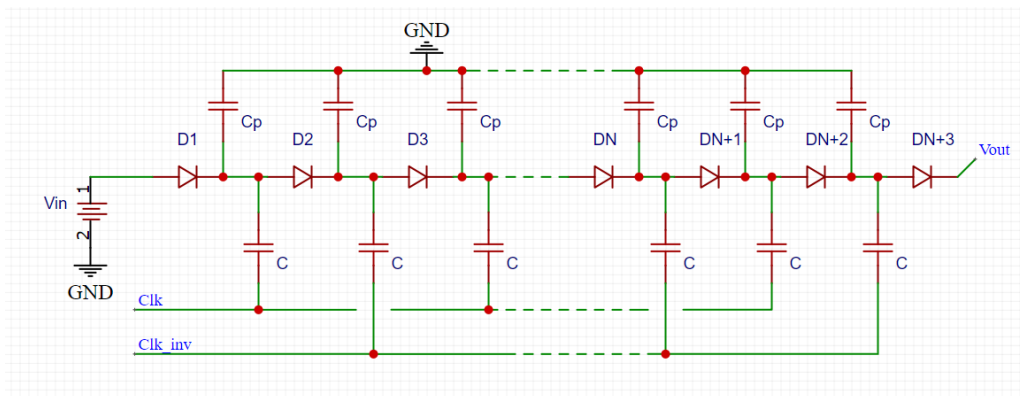 GND
Cp Cp Cp Cp Cp Cp
D1 D2 D3 DN DN+1 DN+2 DN+3
Vout
1
Vin
2
C C C C C C
GND
Clk
Clk_inv